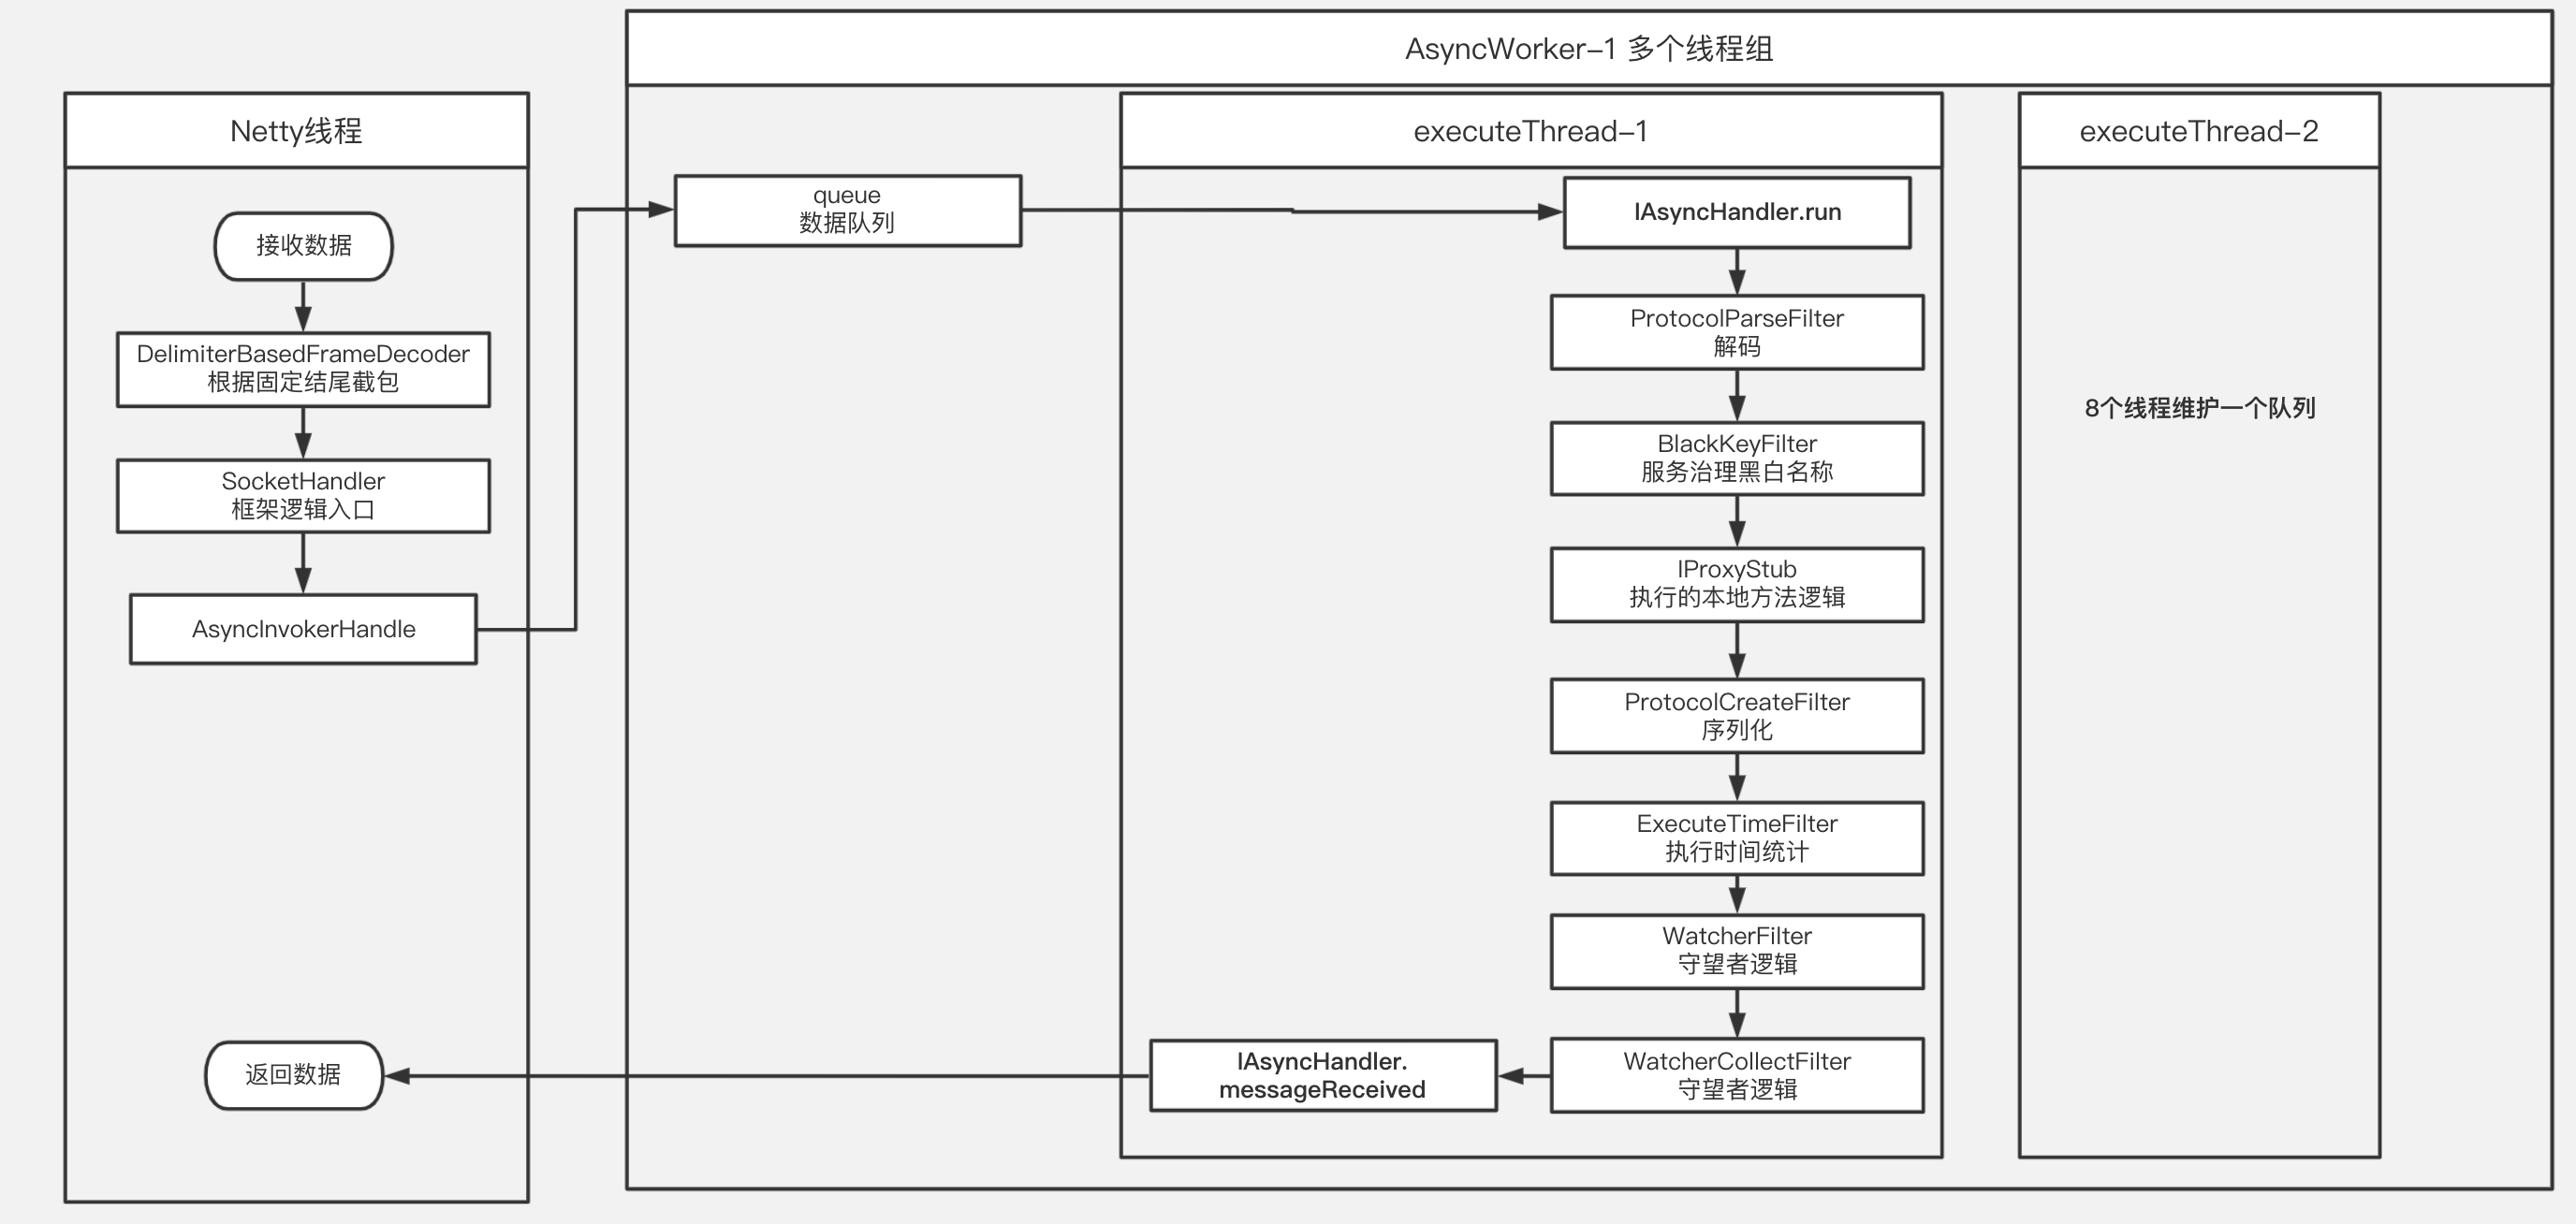 AsyncWorker-1 多个线程组
Netty线程
接收数据
DelimiterBasedFrameDecoder
根据固定结尾截包
SocketHandler
框架逻辑入口
AsyncInvokerHandle
返回数据
queue
数据队列
executeThread-1
IAsyncHandler.run
ProtocolParseFilter
解码
BlackKeyFilter
服务治理黑白名称
IProxyStub
执行的本地方法逻辑
ProtocolCreateFilter
序列化
ExecuteTimeFilter
执行时间统计
WatcherFilter
守望者逻辑
WatcherCollectFilter
守望者逻辑
IAsyncHandler.
messageReceived
executeThread-2
8个线程维护一个队列